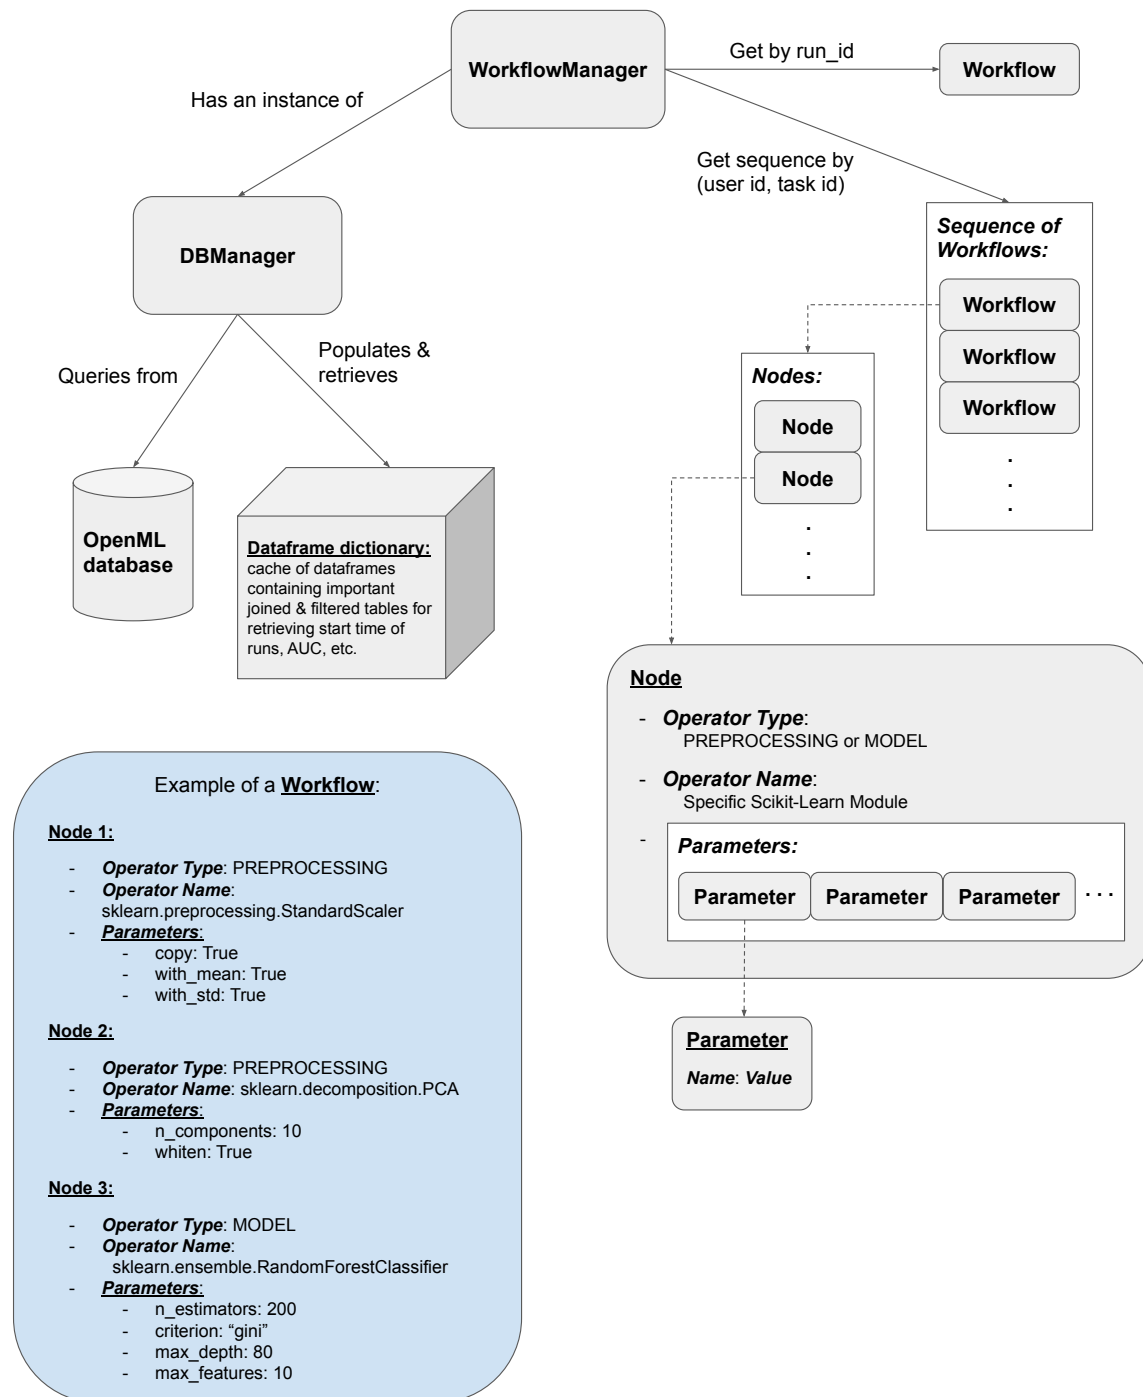 WorkflowManager
Get by run_id
Workflow
Has an instance of
Get sequence by
(user id, task id)
DBManager
Sequence of
Workflows:
Workflow
Workflow
Workflow
.
.
.
Queries from
Populates &
retrieves
Nodes:
Node
Node
.
.
.
OpenML
database
Dataframe dictionary:
cache of dataframes
containing important
joined & filtered tables for
retrieving start time of
runs, AUC, etc.
Node
- Operator Type:
PREPROCESSING or MODEL
- Operator Name:
Specific Scikit-Learn Module
- Parameters:
Parameter Parameter Parameter . . .
Parameter
Name: Value
Example of a Workflow:
Node 1:
- Operator Type: PREPROCESSING
- Operator Name:
sklearn.preprocessing.StandardScaler
- Parameters:
- copy: True
- with_mean: True
- with_std: True
Node 2:
- Operator Type: PREPROCESSING
- Operator Name: sklearn.decomposition.PCA
- Parameters:
- n_components: 10
- whiten: True
Node 3:
- Operator Type: MODEL
- Operator Name:
sklearn.ensemble.RandomForestClassifier
- Parameters:
- n_estimators: 200
- criterion: “gini”
- max_depth: 80
- max_features: 10